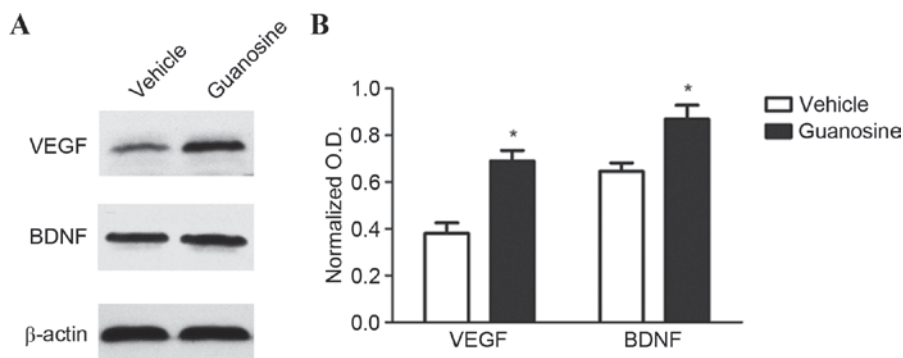 A
Vehicle
Guanosine
VEGF
BDNF
β-actin
B
Normalized O.D.
1.0
0.8
0.6
0.4
0.2
0.0
*
*
VEGF
BDNF
Vehicle
Guanosine